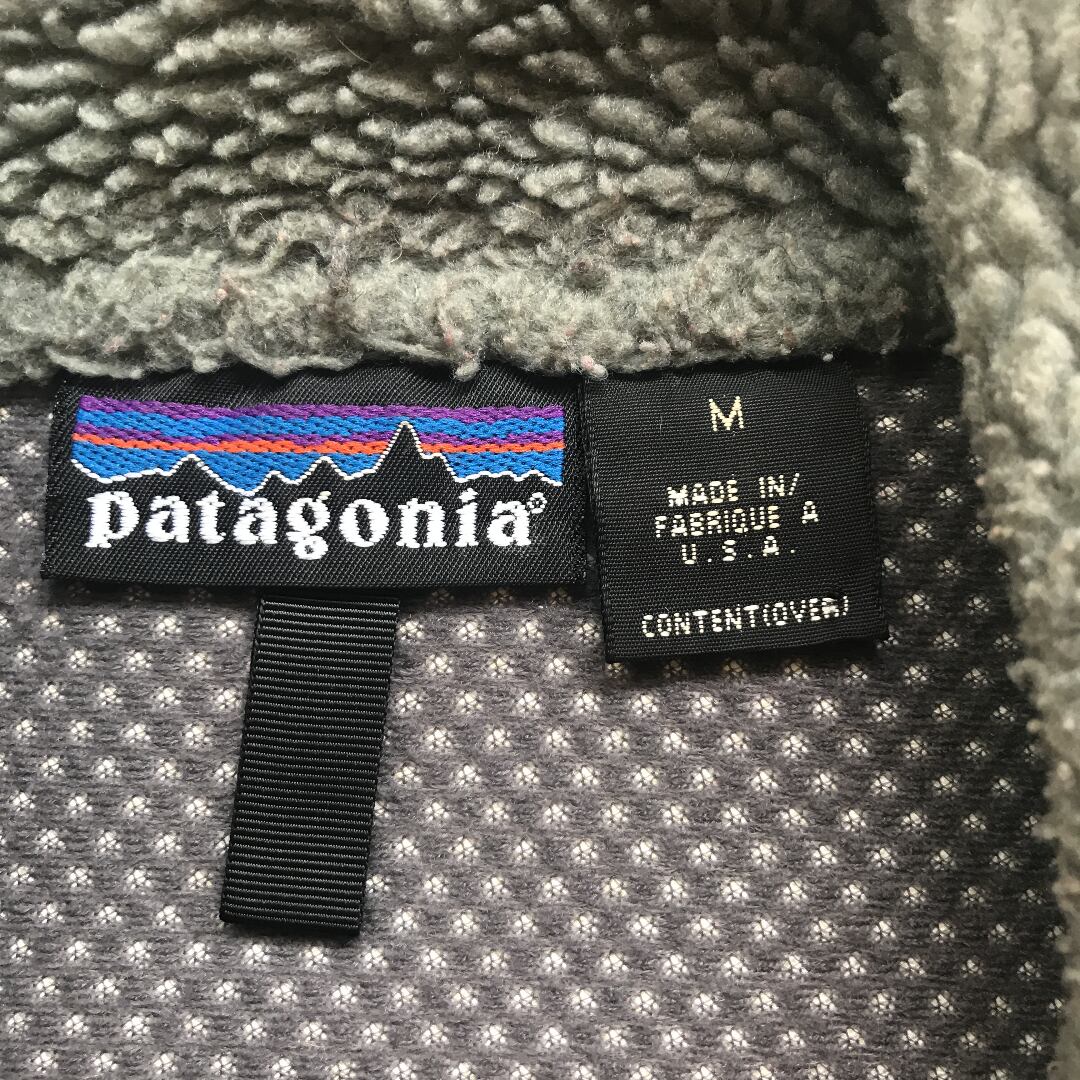 patagonia®
M
MADE IN/
FABRIQUE A
U.S.A.
CONTENT(OVER)